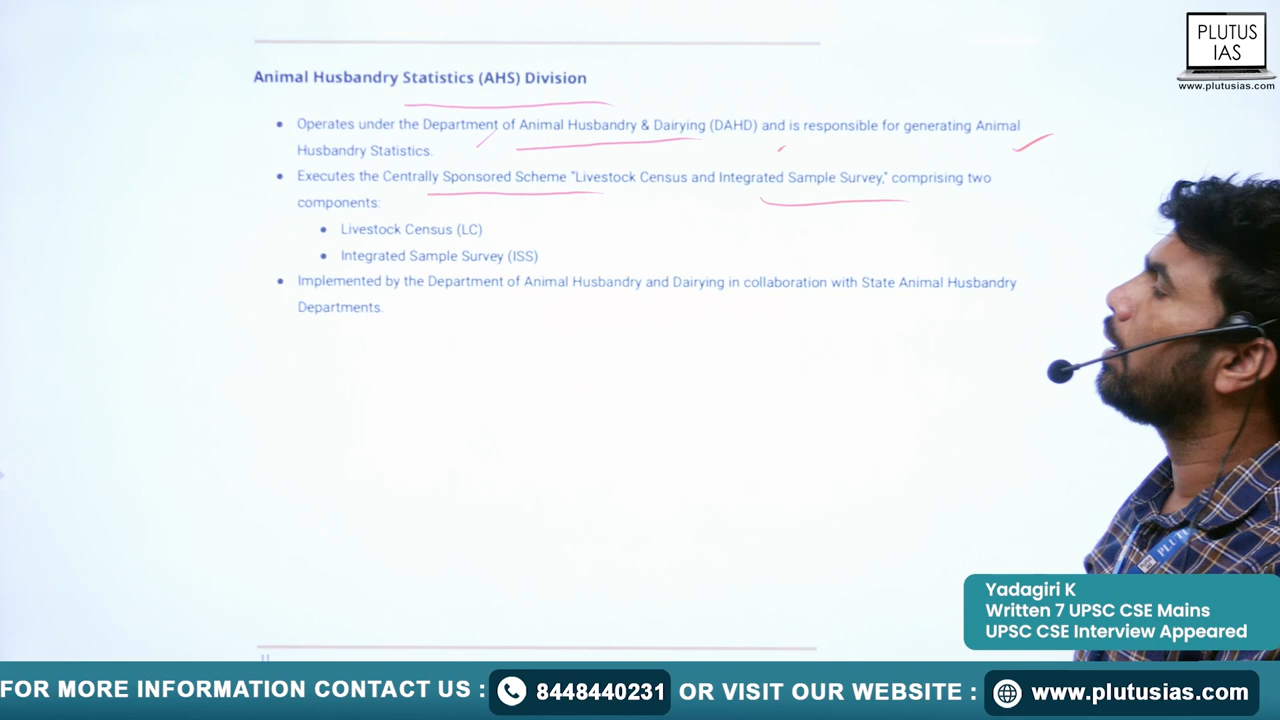 PLUTUS
IAS
www.plutusias.com
Animal Husbandry Statistics (AHS) Division
• Operates under the Department of Animal Husbandry & Dairying (DAHD) and is responsible for generating Animal
Husbandry Statistics.
• Executes the Centrally Sponsored Scheme "Livestock Census and Integrated Sample Survey," comprising two
components:
• Livestock Census (LC)
• Integrated Sample Survey (ISS)
• Implemented by the Department of Animal Husbandry and Dairying in collaboration with State Animal Husbandry
Departments.
PLUT
Yadagiri K
Written 7 UPSC CSE Mains
UPSC CSE Interview Appeared
FOR MORE INFORMATION CONTACT US : 8448440231 OR VISIT OUR WEBSITE : www.plutusias.com